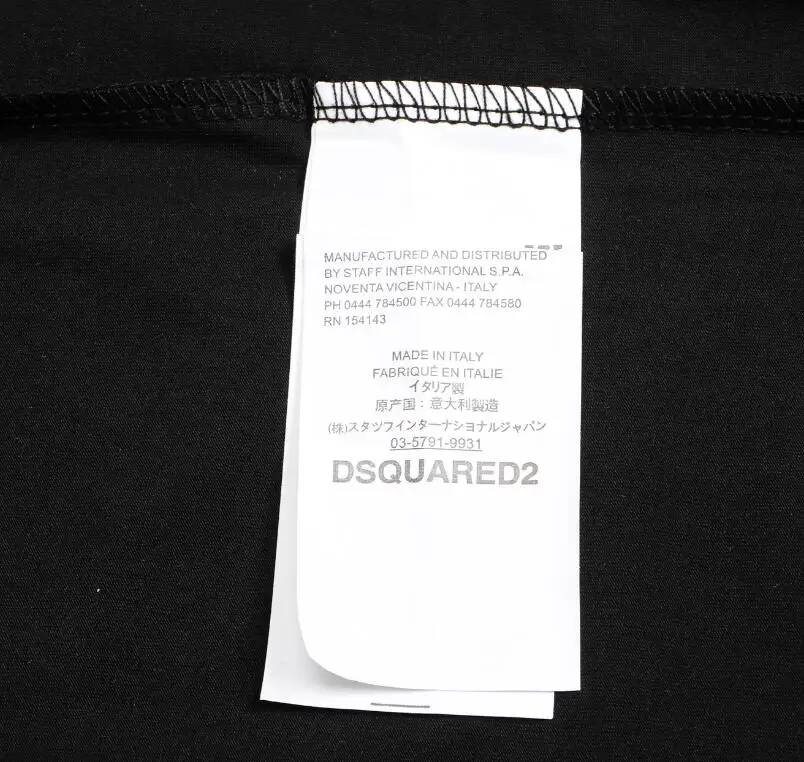 MANUFACTURED AND DISTRIBUTED
BY STAFF INTERNATIONAL S.P.A.
NOVENTA VICENTINA - ITALY
PH 0444 784500 FAX 0444 784580
RN 154143
MADE IN ITALY
FABRIQUÉ EN ITALIE
イタリア製
原产国：意大利製造
(株)スタツフインターナショナルジャパン
03-5791-9931
DSQUARED2